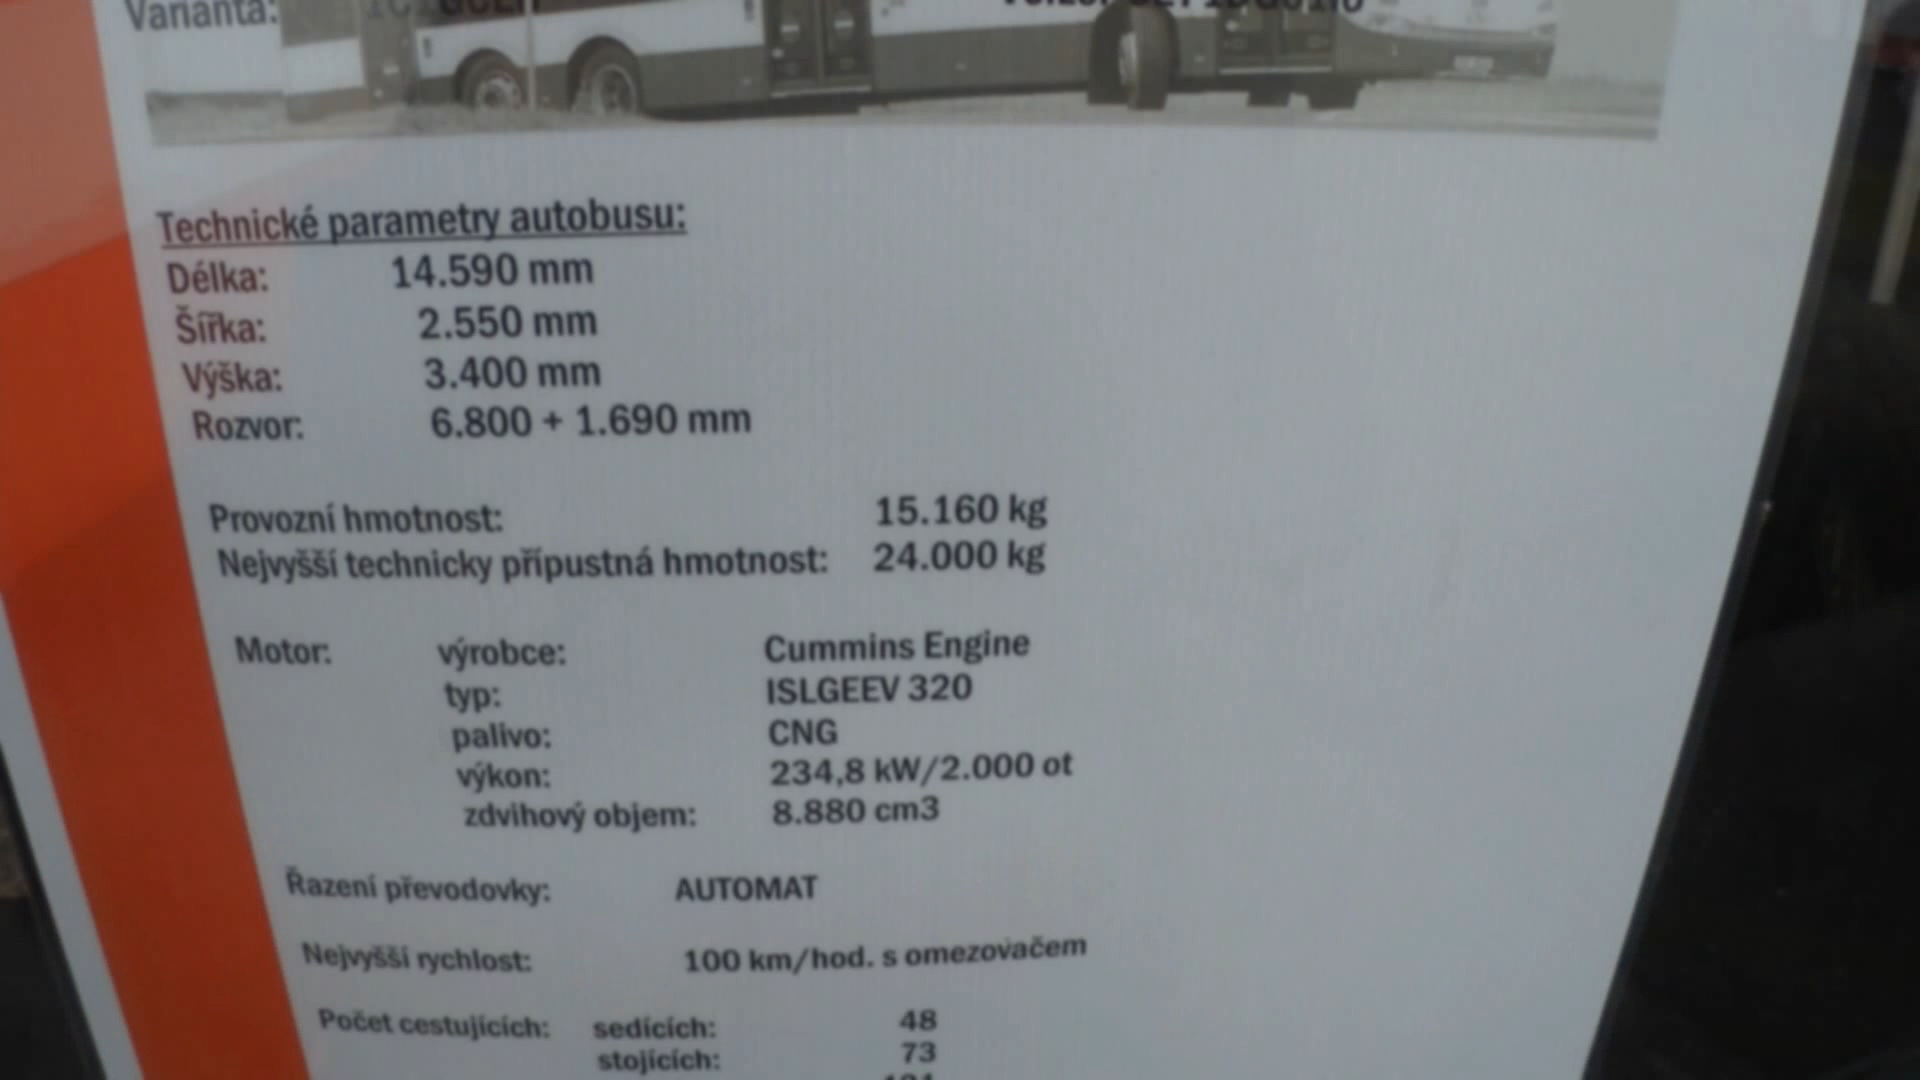 Varianta:
Technické parametry autobusu:
Délka: 14.590 mm
Šířka: 2.550 mm
Výška: 3.400 mm
Rozvor: 6.800 + 1.690 mm
Provozní hmotnost: 15.160 kg
Nejvyšší technicky přípustná hmotnost: 24.000 kg
Motor: výrobce: Cummins Engine
typ: ISLGEEV 320
palivo: CNG
výkon: 234,8 kW/2.000 ot
zdvihový objem: 8.880 cm3
Řazení převodovky: AUTOMAT
Nejvyšší rychlost: 100 km/hod. s omezovačem
Počet cestujících: sedících: 48
stojících: 73